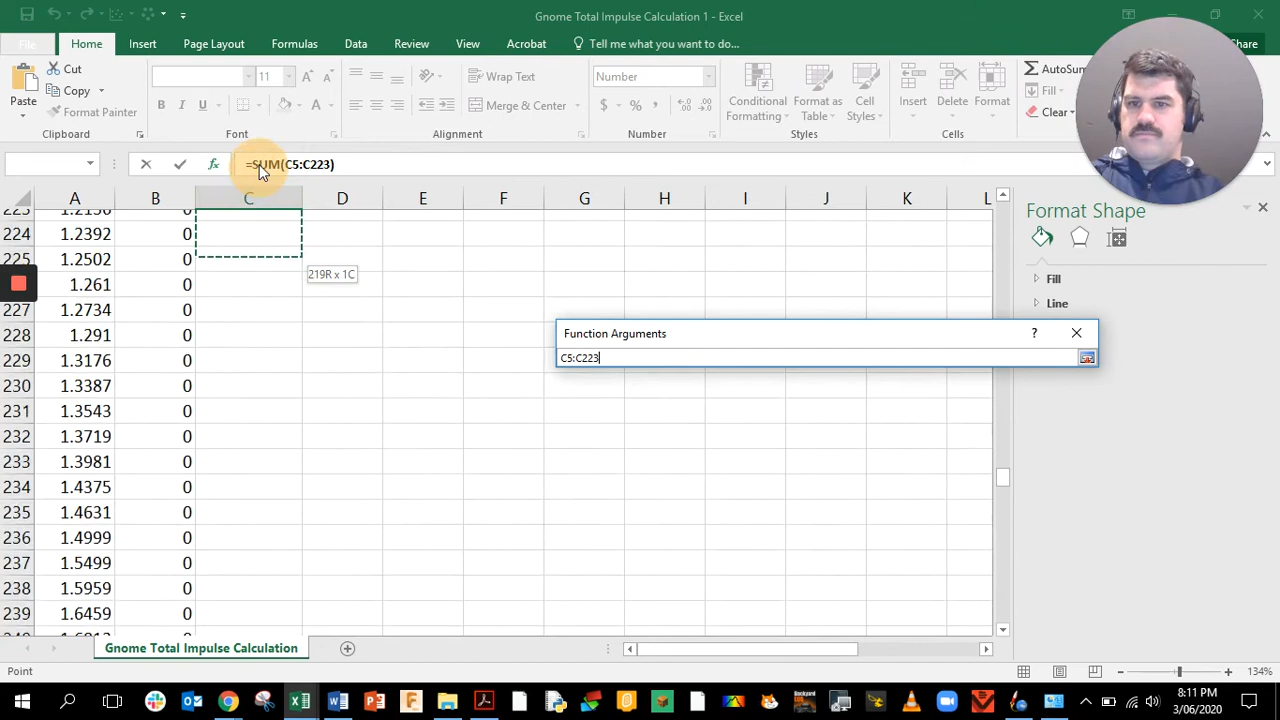 Gnome Total Impulse Calculation 1 - Excel
File Home Insert Page Layout Formulas Data Review View Acrobat Tell me what you want to do... Share
Paste Cut Copy Format Painter
11 Wrap Text Merge & Center Number $ % , Conditional Formatting Format as Table Cell Styles Insert Delete Format AutoSum Fill Clear
Clipboard Font Alignment Number Styles Cells
fx =SUM(C5:C223)
A B C D E F G H I J K L
223 1.2136 0
224 1.2392 0
225 1.2502 0
1.261 0
227 1.2734 0
228 1.291 0
229 1.3176 0
230 1.3387 0
231 1.3543 0
232 1.3719 0
233 1.3981 0
234 1.4375 0
235 1.4631 0
236 1.4999 0
237 1.5499 0
238 1.5959 0
239 1.6459 0
219R x 1C
Function Arguments ?
C5:C223
Format Shape
Fill
Line
Gnome Total Impulse Calculation
Point 134%
8:11 PM
3/06/2020